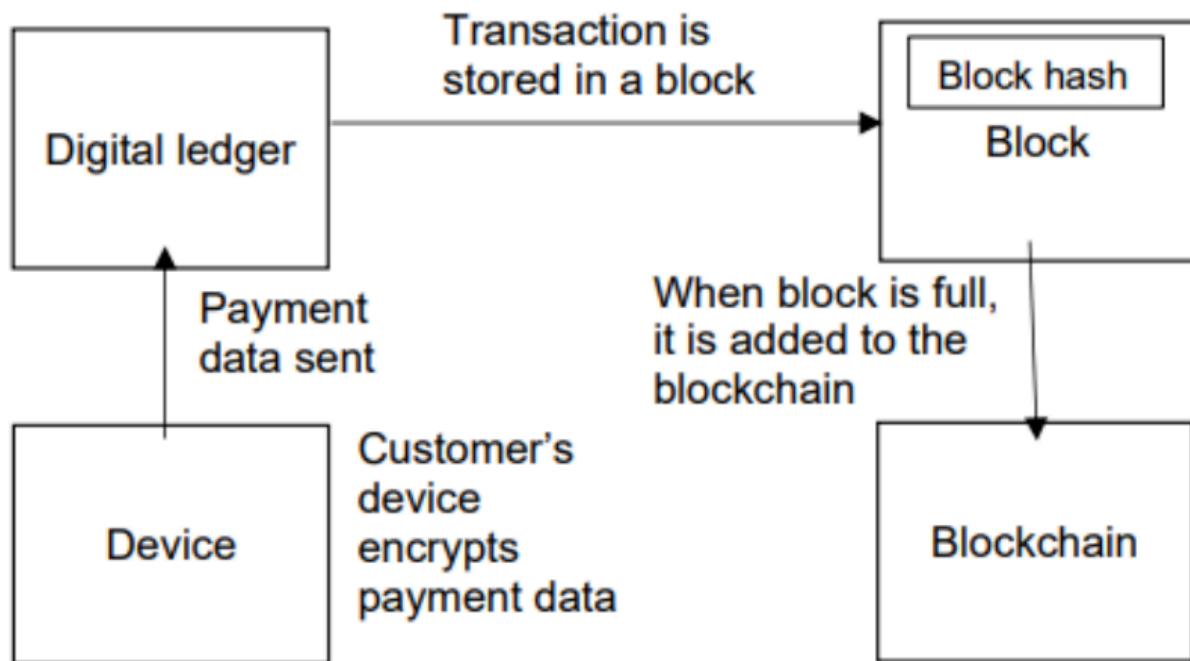 Transaction is
stored in a block
Block hash
Block
Digital ledger
Payment
data sent
When block is full,
it is added to the
blockchain
Customer's
device
encrypts
payment data
Device
Blockchain